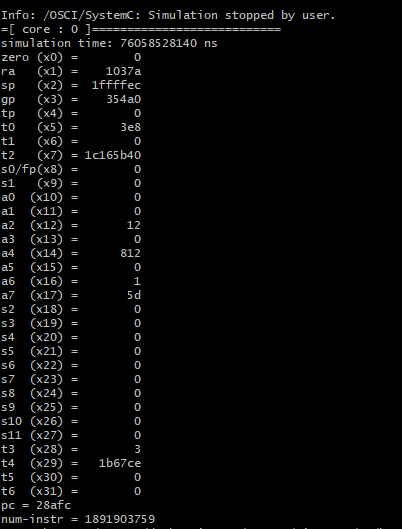 Info: /OSCI/SystemC: Simulation stopped by user.
=[ core : 0 ]===========================
simulation time: 76058528140 ns
zero (x0) =        0
ra   (x1) =    1037a
sp   (x2) =  1ffffec
gp   (x3) =    354a0
tp   (x4) =        0
t0   (x5) =      3e8
t1   (x6) =        0
t2   (x7) = 1c165b40
s0/fp(x8) =        0
s1   (x9) =        0
a0  (x10) =        0
a1  (x11) =        0
a2  (x12) =       12
a3  (x13) =        0
a4  (x14) =      812
a5  (x15) =        0
a6  (x16) =        1
a7  (x17) =       5d
s2  (x18) =        0
s3  (x19) =        0
s4  (x20) =        0
s5  (x21) =        0
s6  (x22) =        0
s7  (x23) =        0
s8  (x24) =        0
s9  (x25) =        0
s10 (x26) =        0
s11 (x27) =        0
t3  (x28) =        3
t4  (x29) =   1b67ce
t5  (x30) =        0
t6  (x31) =        0
pc = 28afc
num-instr = 1891903759